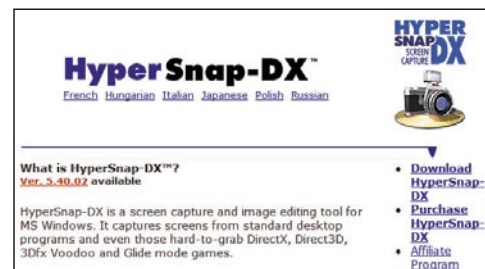 HyperSnap-DX™
French Hungarian Italian Japanese Polish Russian
HYPER
SNAP
SCREEN
CAPTURE
DX
What is HyperSnap-DX™?
Ver. 5.40.02 available
HyperSnap-DX is a screen capture and image editing tool for
MS Windows. It captures screens from standard desktop
programs and even those hard-to-grab DirectX, Direct3D,
3Dfx Voodoo and Glide mode games.
• Download
HyperSnap-
DX
• Purchase
HyperSnap-
DX
• Affiliate
Program